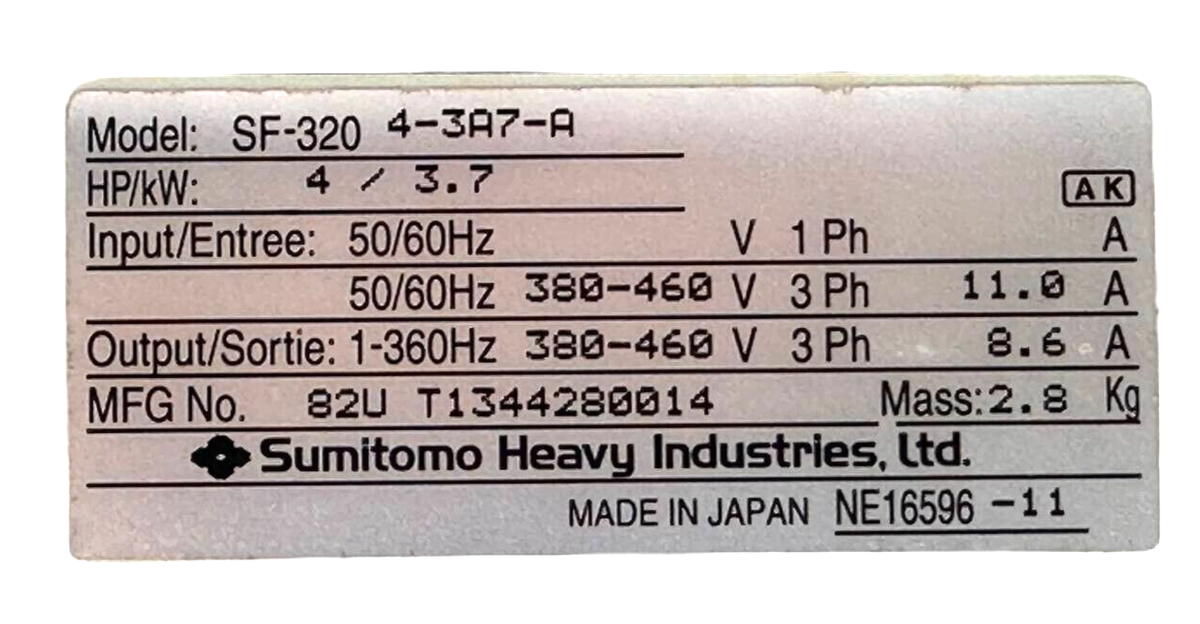 Model: SF-320 4-3A7-A
HP/kW: 4 / 3.7
AK
Input/Entree: 50/60Hz V 1 Ph A
50/60Hz 380-460 V 3 Ph 11.0 A
Output/Sortie: 1-360Hz 380-460 V 3 Ph 8.6 A
MFG No. 82U T1344280014 Mass:2.8 Kg
Sumitomo Heavy Industries, Ltd.
MADE IN JAPAN NE16596 -11